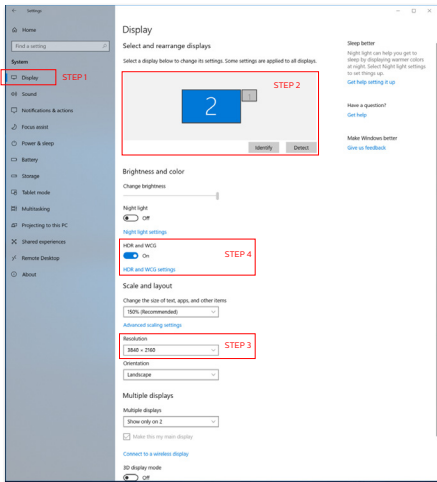 Settings
Home
Find a setting
System
Display STEP 1
Sound
Notifications & actions
Focus assist
Power & sleep
Battery
Storage
Tablet mode
Multitasking
Projecting to this PC
Shared experiences
Remote Desktop
About
Display
Select and rearrange displays
Select a display below to change its settings. Some settings are applied to all displays.
STEP 2
2
1
Identify Detect
Brightness and color
Change brightness
Night light
Off
Night light settings
HDR and WCG
On STEP 4
HDR and WCG settings
Scale and layout
Change the size of text, apps, and other items
150% (Recommended)
Advanced scaling settings
Resolution
3840 × 2160 STEP 3
Orientation
Landscape
Multiple displays
Multiple displays
Show only on 2
Make this my main display
Connect to a wireless display
3D display mode
Off
Sleep better
Night light can help you get to
sleep by displaying warmer colors
at night. Select Night light settings
to set things up.
Get help setting it up
Have a question?
Get help
Make Windows better
Give us feedback